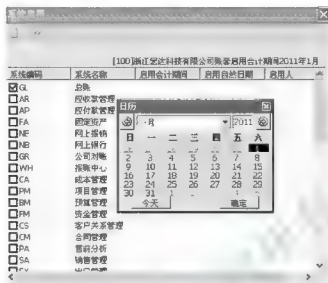 系统启用
[100]浙江宏达科技有限公司账套启用会计期间2011年1月
系统编码 系统名称 启用会计期间 启用自然日期 启用人
GL 总账
AR 应收款管理
AP 应付款管理
FA 固定资产
NE 网上报销
NB 网上银行
GR 公司对账
WH 报账中心
CA 成本管理
PM 项目管理
BM 预算管理
FM 资金管理
CS 客户关系管理
CM 合同管理
PA 售前分析
SA 销售管理
日历
月 2011
日 一 二 三 四 五 六
1
2 3 4 5 6 7 8
9 10 11 12 13 14 15
16 17 18 19 20 21 22
23 24 25 26 27 28 29
30 31
今天 确定